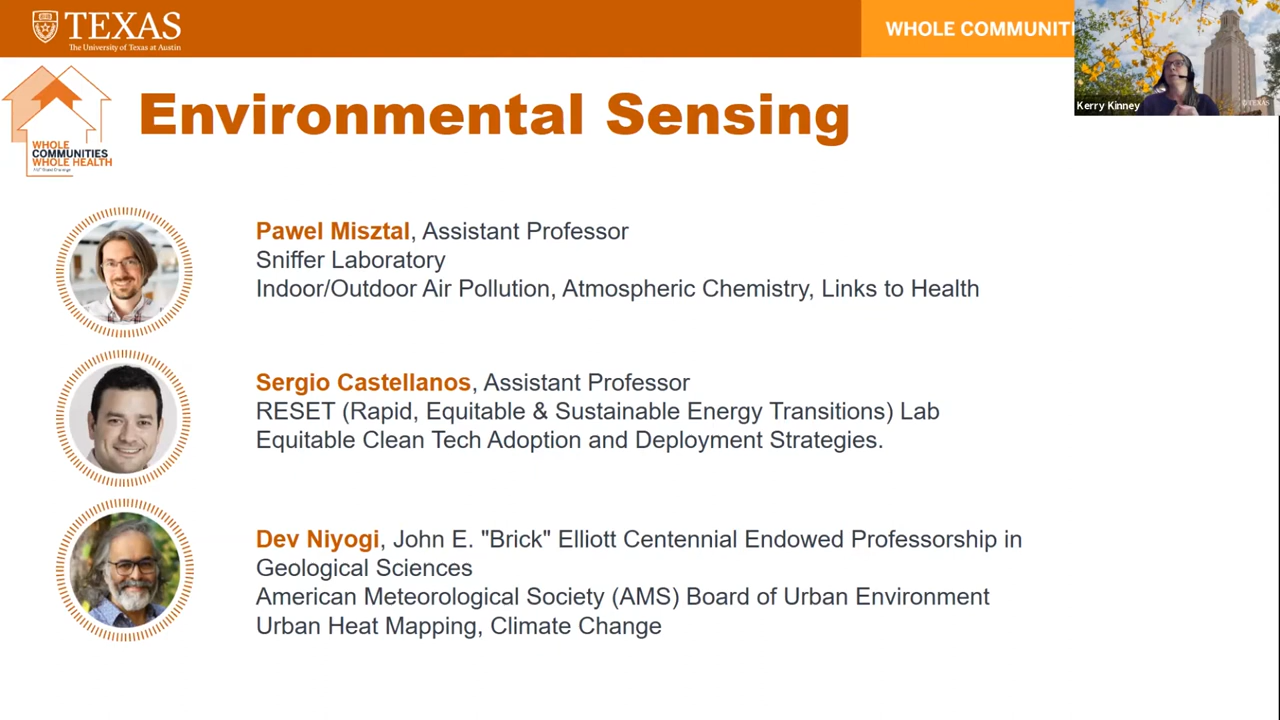 TEXAS
The University of Texas at Austin
WHOLE COMMUNITI
Kerry Kinney
TEXAS
WHOLE
COMMUNITIES
WHOLE HEALTH
Environmental Sensing
Pawel Misztal, Assistant Professor
Sniffer Laboratory
Indoor/Outdoor Air Pollution, Atmospheric Chemistry, Links to Health
Sergio Castellanos, Assistant Professor
RESET (Rapid, Equitable & Sustainable Energy Transitions) Lab
Equitable Clean Tech Adoption and Deployment Strategies.
Dev Niyogi, John E. "Brick" Elliott Centennial Endowed Professorship in
Geological Sciences
American Meteorological Society (AMS) Board of Urban Environment
Urban Heat Mapping, Climate Change